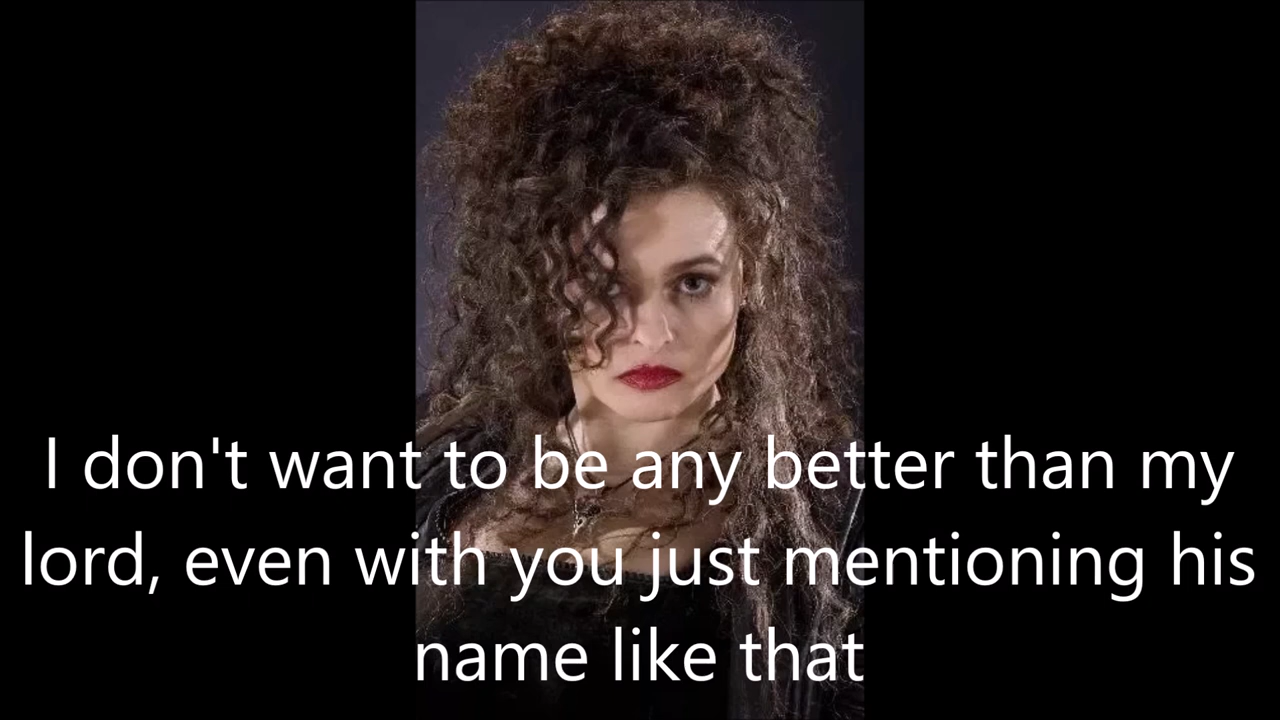 I don't want to be any better than my
lord, even with you just mentioning his
name like that